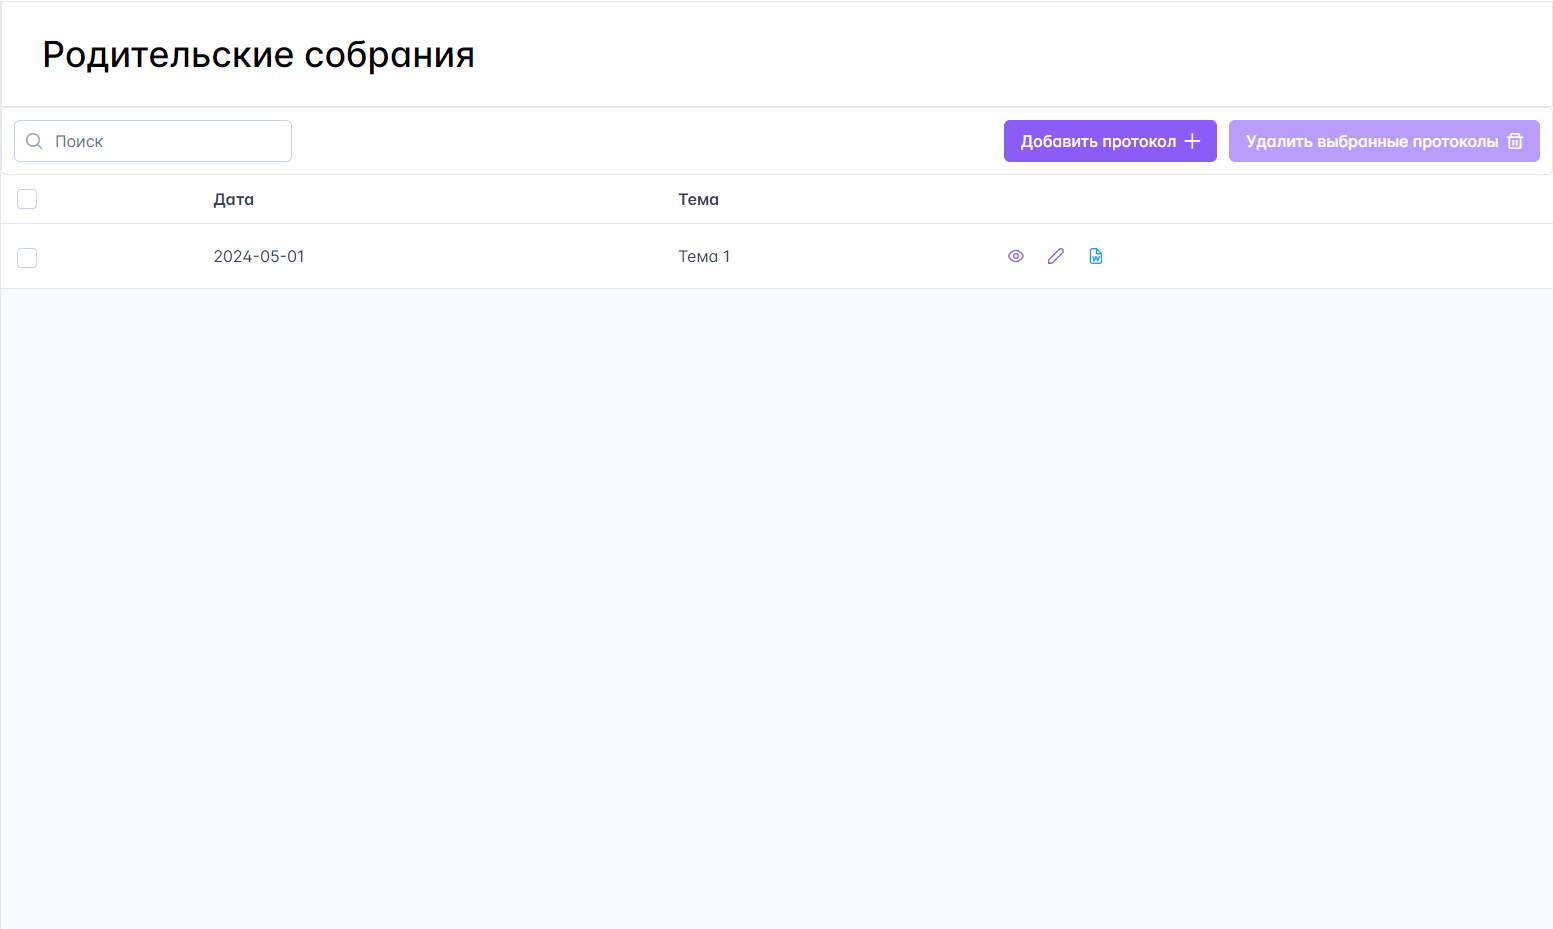 Родительские собрания
Поиск
Добавить протокол
Удалить выбранные протоколы
Дата Тема
2024-05-01 Тема 1